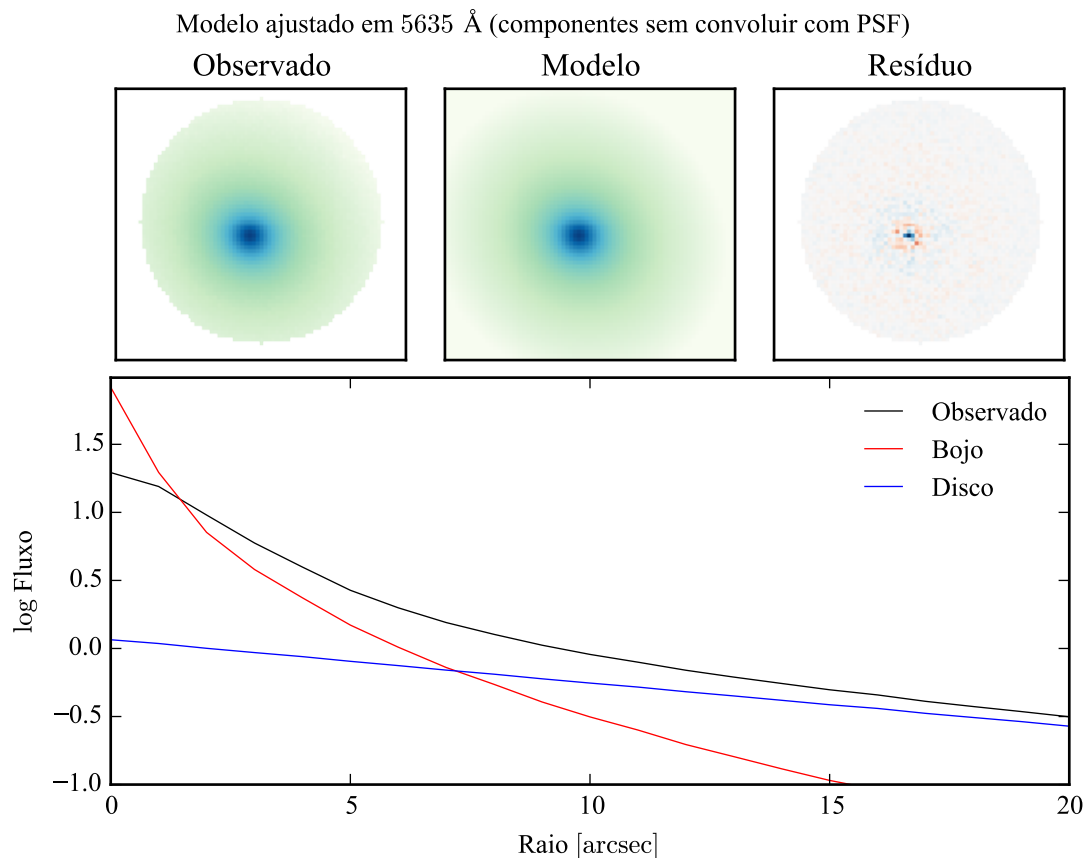 Modelo ajustado em 5635 Å (componentes sem convoluir com PSF)
Observado Modelo Resíduo
Observado
Bojo
Disco
1.5
1.0
0.5
0.0
−0.5
−1.0
log Fluxo
0 5 10 15 20
Raio [arcsec]